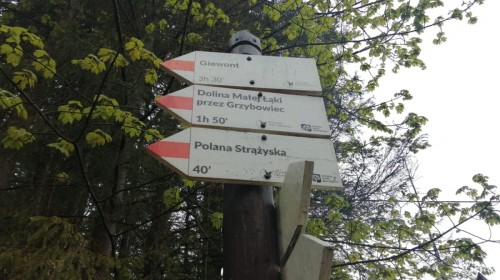 Giewont
3h 30'
Dolina Małej Łąki
przez Grzybowiec
1h 50'
Polana Strążyska
40'